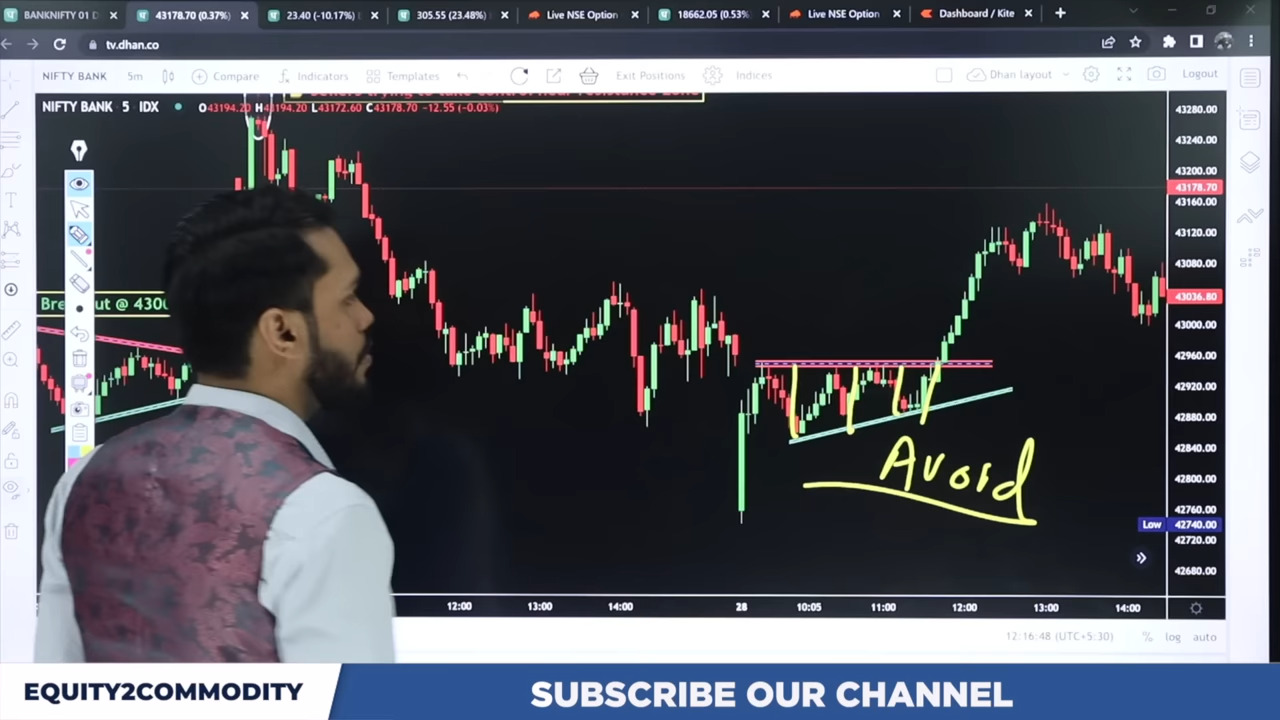 BANKNIFTY 01 D
43178.70 (0.37%)
23.40 (-10.17%)
305.55 (23.48%)
Live NSE Option
18662.05 (0.53%
Live NSE Option
Dashboard / Kite
tv.dhan.co
NIFTY BANK
5m
Compare
Indicators
Templates
Exit Positions
Indices
Dhan layout
Logout
Sellers trying to take control near resistance zone
NIFTY BANK 5 IDX
O43194.20 H43194.20 L43172.60 C43178.70 -12.55 (-0.03%)
43280.00
43240.00
43200.00
43178.70
43160.00
43120.00
43080.00
43036.80
43000.00
42960.00
42920.00
42880.00
42840.00
42800.00
42760.00
Low 42740.00
42720.00
42680.00
Avoid
12:00
13:00
14:00
28
10:05
11:00
12:00
13:00
14:00
12:16:48 (UTC+5:30)
%
log
auto
EQUITY2COMMODITY
SUBSCRIBE OUR CHANNEL